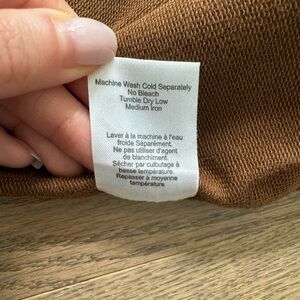 Machine Wash Cold Separately
No Bleach
Tumble Dry Low
Medium Iron
Laver à la machine à l'eau
froide Séparément.
Ne pas utiliser d'agent
de blanchiment.
Sécher par culbutage à
basse température.
Repasser à moyenne
température